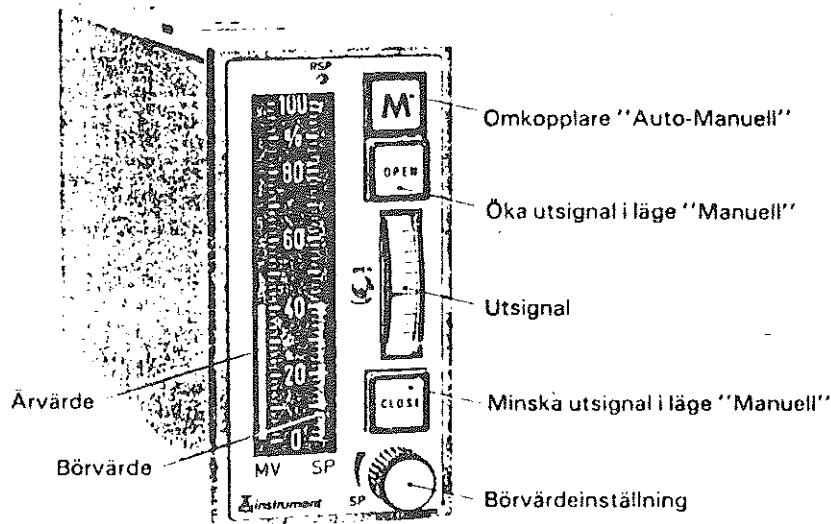 RSP
100
%
80
60
40
20
0
MV SP
instrument
M
OPEN
CLOSE
SP
Omkopplare "Auto-Manuell"
Öka utsignal i läge "Manuell"
Utsignal
Minska utsignal i läge "Manuell"
Börvärdeinställning
Ärvärde
Börvärde